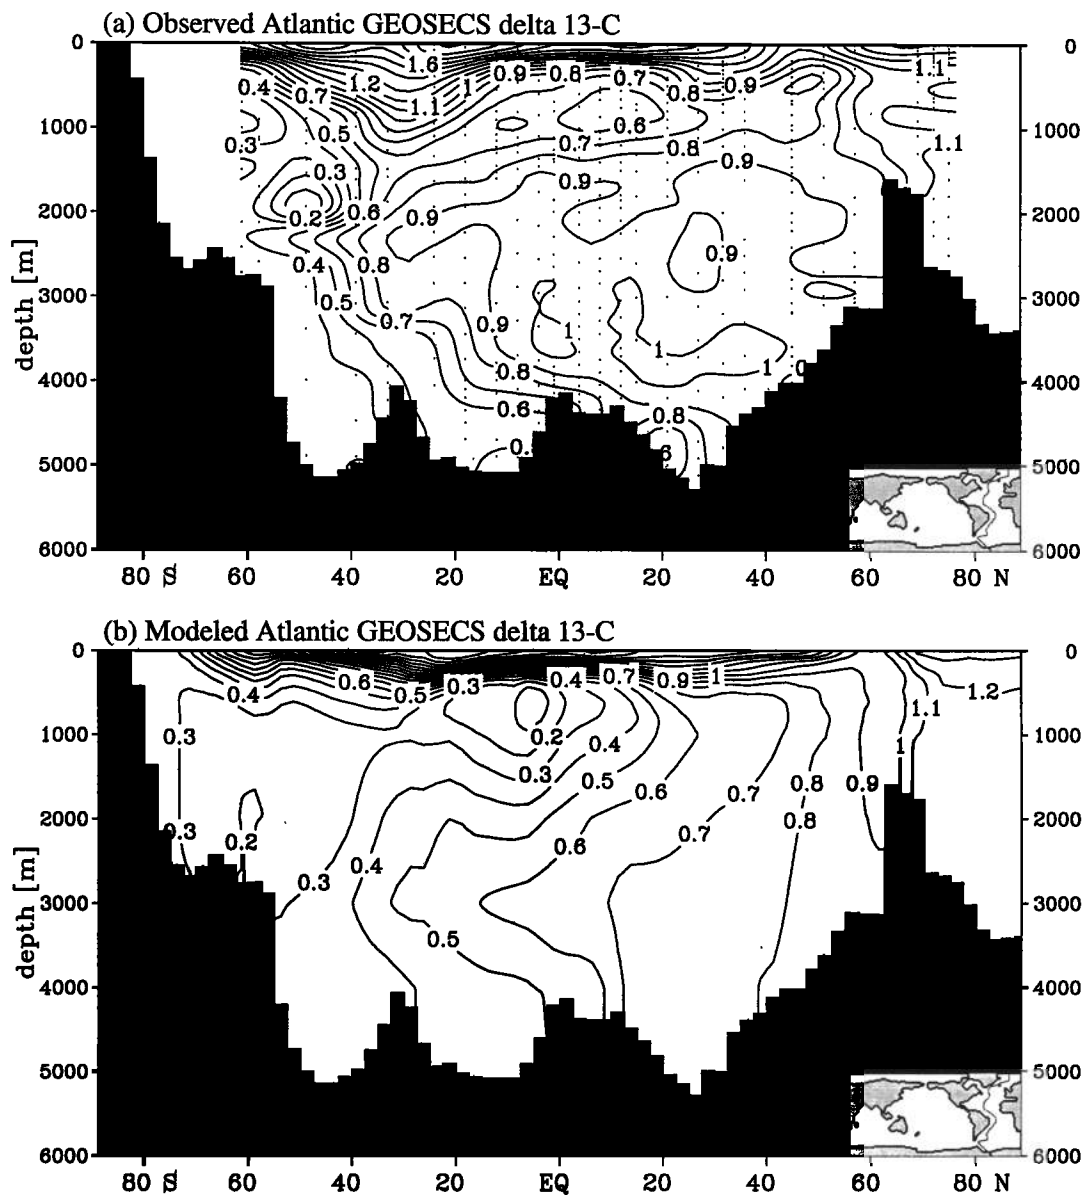 (a) Observed Atlantic GEOSECS delta 13-C
0 0
1.6
0.9 0.8 0.7 1.1
0.4 0.7 1.2 1.1 1 0.8 0.9
1000 0.3 0.5 0.6 1000
0.7 0.8 0.9 1.1
0.3 0.9
2000 0.2 0.6 0.9 2000
0.4 0.8 0.9
3000 0.5 0.7 0.9 1 1 3000
4000 0.8 1 0 4000
0.6 0.8
5000 0. 6 5000
6000 6000
depth [m]
80 S 60 40 20 EQ 20 40 60 80 N
(b) Modeled Atlantic GEOSECS delta 13-C
0 0
0.4 0.6 0.5 0.3 0.4 0.7 0.9 1 1.2
1.1
1000 0.3 0.2 0.4 1 1000
0.3 0.5 0.6 0.7 0.8 0.9
2000 0.3 0.2 0.6 0.7 0.8 2000
0.3 0.4
3000 0.5 3000
4000 4000
5000 5000
6000 6000
depth [m]
80 S 60 40 20 EQ 20 40 60 80 N